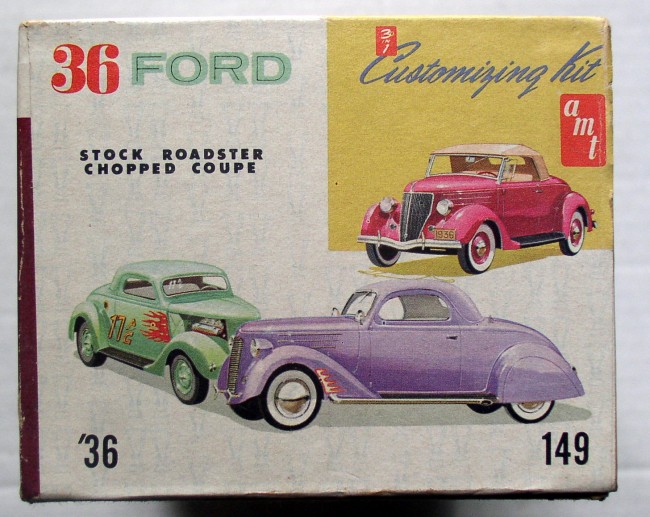 36 FORD
3 IN 1
Customizing Kit
amt
STOCK ROADSTER
CHOPPED COUPE
1936
'36
149